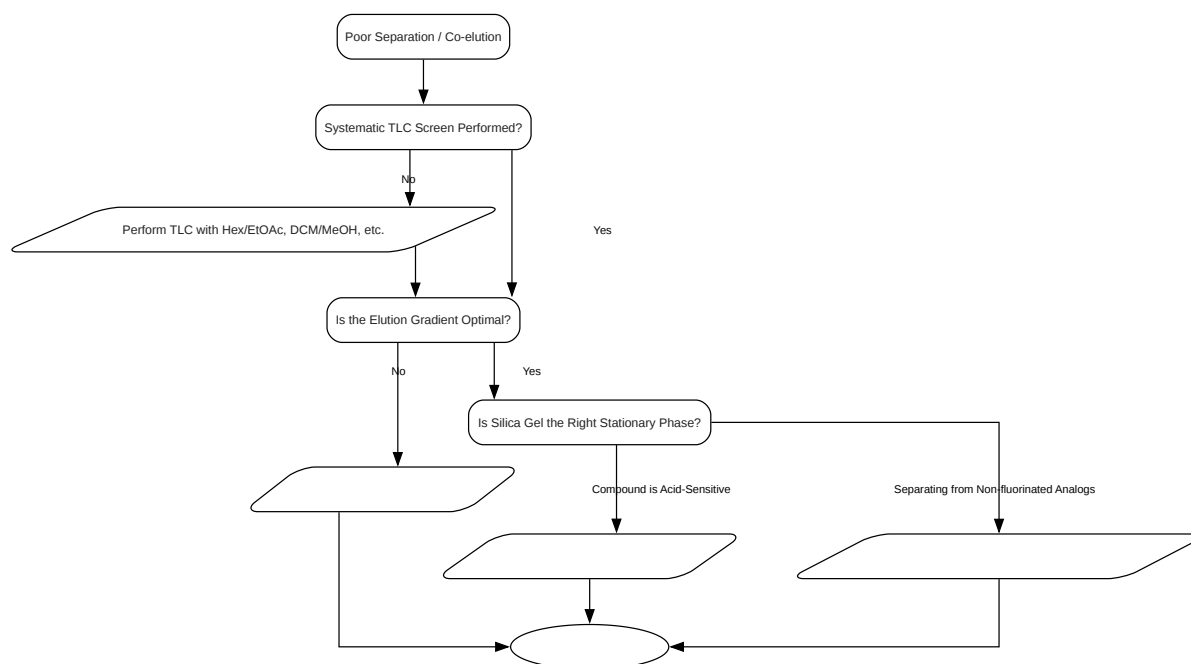 Poor Separation / Co-elution
Systematic TLC Screen Performed?
No
Perform TLC with Hex/EtOAc, DCM/MeOH, etc.
Yes
Is the Elution Gradient Optimal?
No
Yes
Is Silica Gel the Right Stationary Phase?
Compound is Acid-Sensitive
Separating from Non-fluorinated Analogs